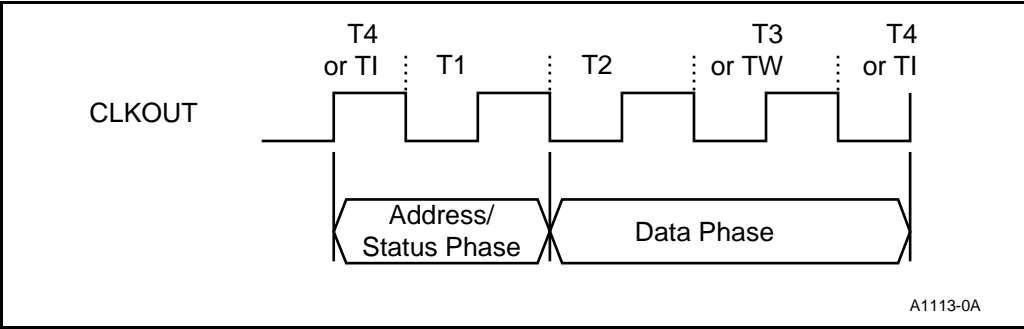 T4
or TI
T1
T2
T3
or TW
T4
or TI
CLKOUT
Address/
Status Phase
Data Phase
A1113-0A